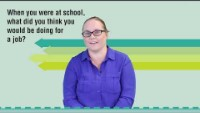 When you were at school,
what did you think you
would be doing for
a job?